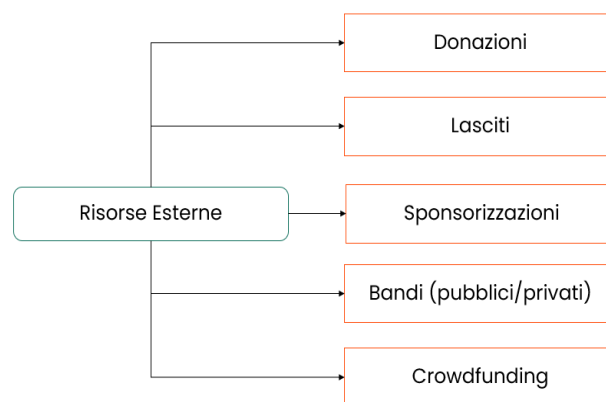 Donazioni
Lasciti
Risorse Esterne
Sponsorizzazioni
Bandi (pubblici/privati)
Crowdfunding